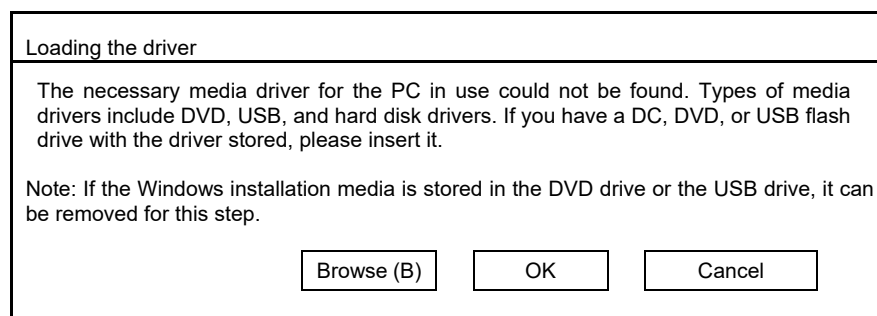 Loading the driver
The necessary media driver for the PC in use could not be found. Types of media
drivers include DVD, USB, and hard disk drivers. If you have a DC, DVD, or USB flash
drive with the driver stored, please insert it.
Note: If the Windows installation media is stored in the DVD drive or the USB drive, it can
be removed for this step.
Browse (B) OK Cancel